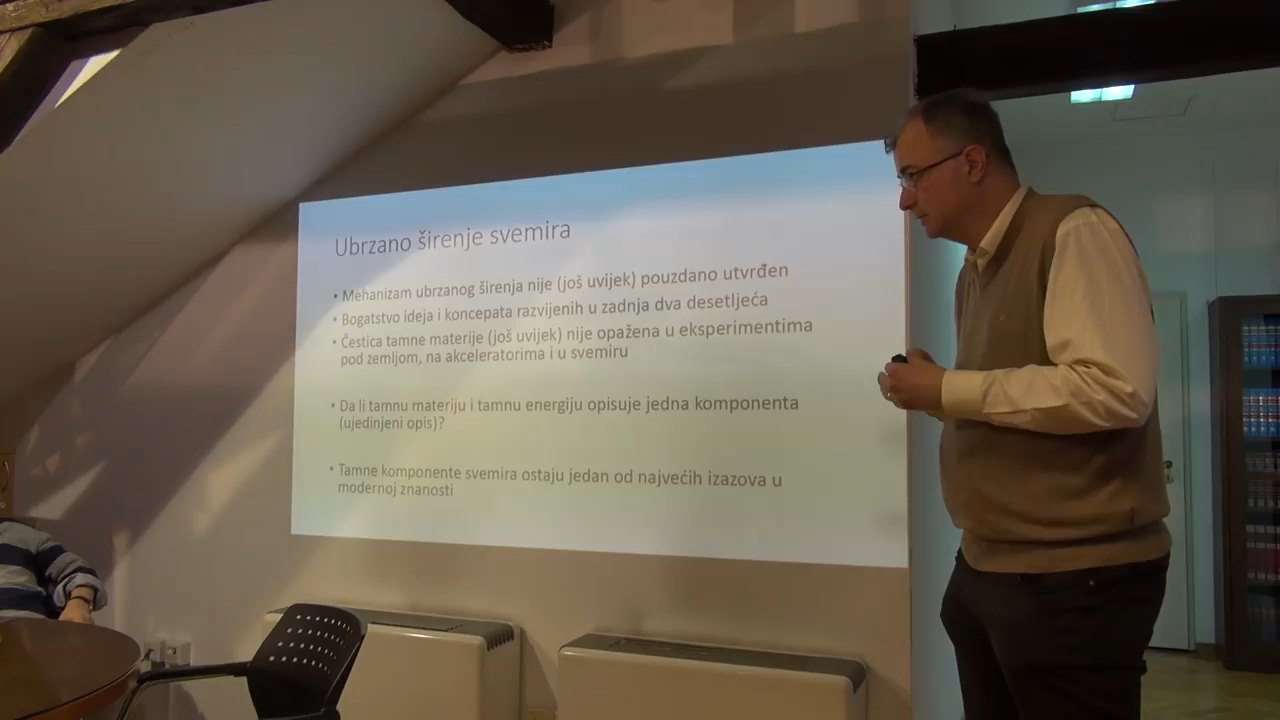 Ubrzano širenje svemira
• Mehanizam ubrzanog širenja nije (još uvijek) pouzdano utvrđen
• Bogatstvo ideja i koncepata razvijenih u zadnja dva desetljeća
• Čestica tamne materije (još uvijek) nije opažena u eksperimentima
pod zemljom, na akceleratorima i u svemiru
• Da li tamnu materiju i tamnu energiju opisuje jedna komponenta
(ujedinjeni opis)?
• Tamne komponente svemira ostaju jedan od najvećih izazova u
modernoj znanosti